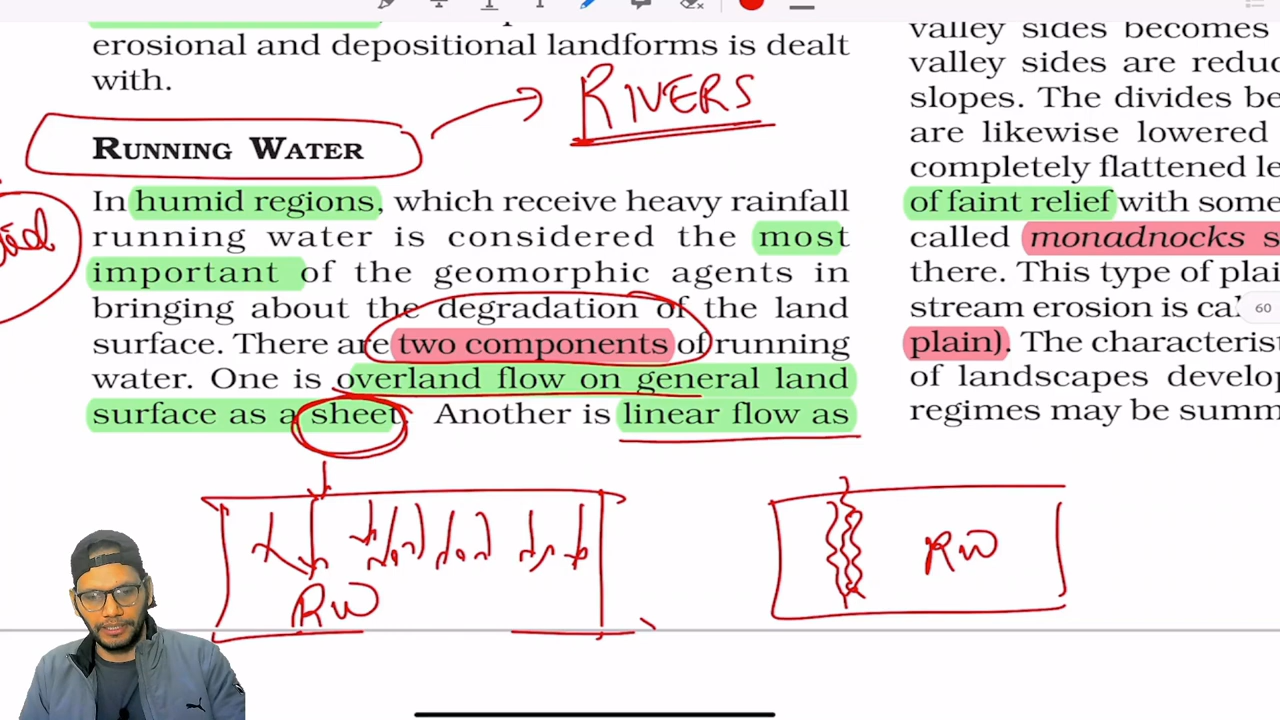 erosional and depositional landforms is dealt
with.
RIVERS
RUNNING WATER
In humid regions, which receive heavy rainfall
running water is considered the most
important of the geomorphic agents in
bringing about the degradation of the land
surface. There are two components of running
water. One is overland flow on general land
surface as a sheet. Another is linear flow as
RW
RW
valley sides becomes
valley sides are reduc
slopes. The divides be
are likewise lowered
completely flattened le
of faint relief with some
called monadnocks s
there. This type of plai
stream erosion is cal
60
plain). The characterist
of landscapes develop
regimes may be summ